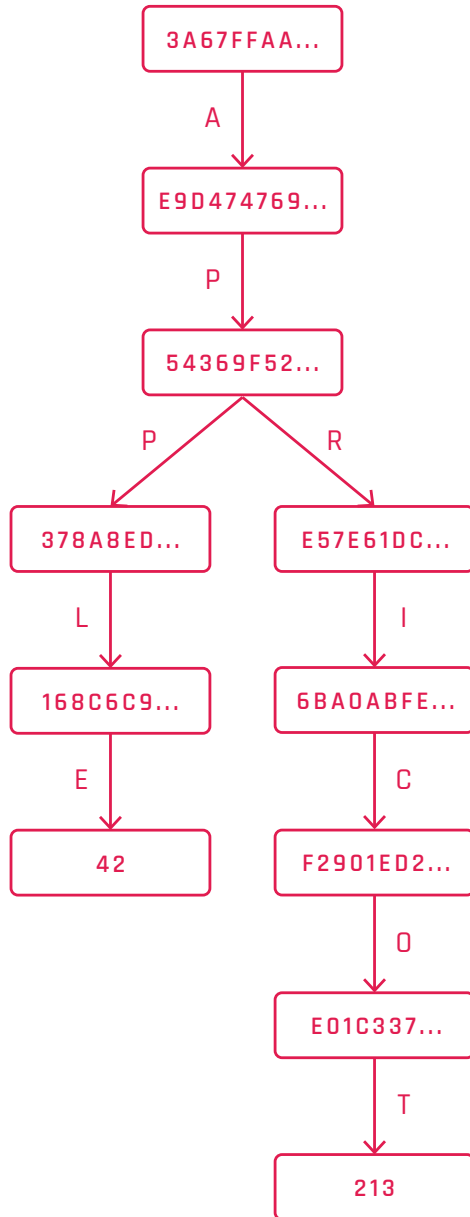 3A67FFAA...
A
E9D474769...
P
54369F52...
P R
378A8ED... E57E61DC...
L I
168C6C9... 6BA0ABFE...
E C
42 F2901ED2...
O
E01C337...
T
213